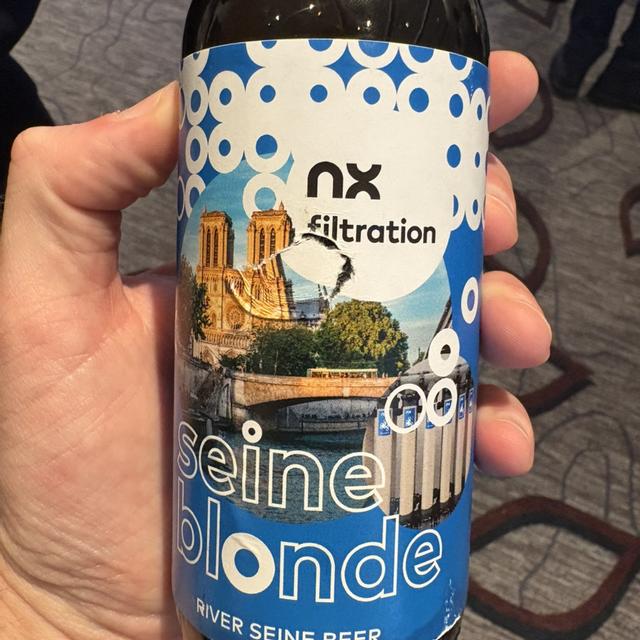 nx
filtration
seine
blonde
RIVER SEINE BEER